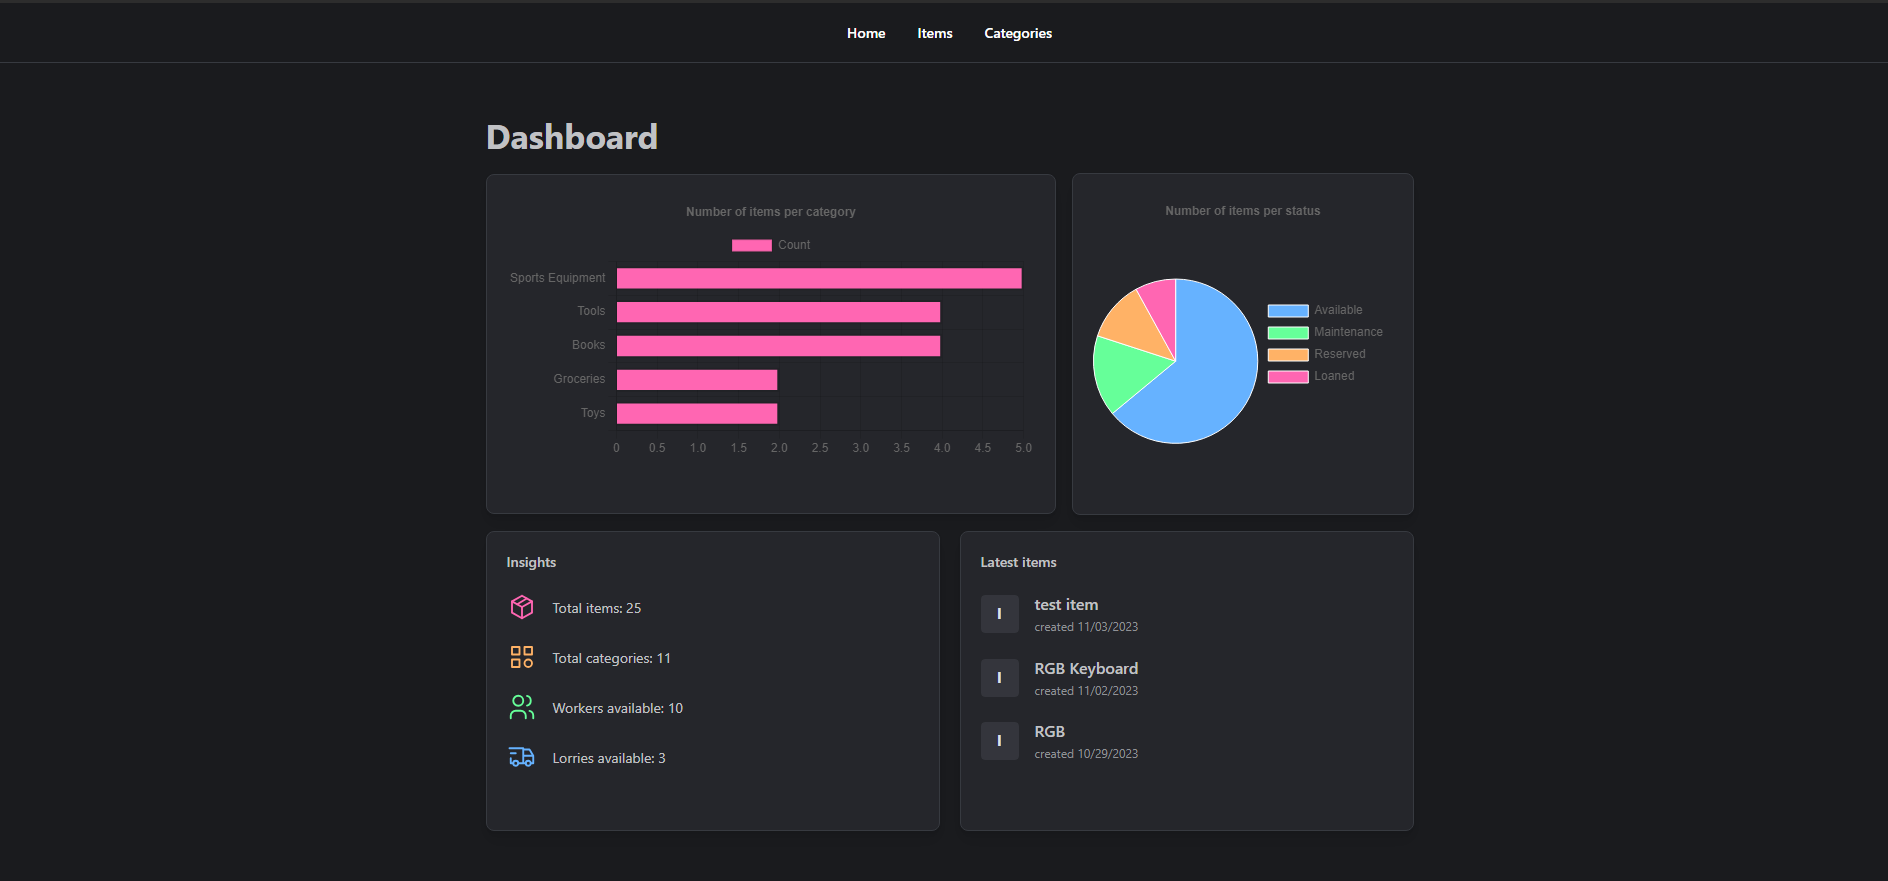 Home Items Categories
Dashboard
Number of items per category
Count
Sports Equipment
Tools
Books
Groceries
Toys
0 0.5 1.0 1.5 2.0 2.5 3.0 3.5 4.0 4.5 5.0
Number of items per status
Available
Maintenance
Reserved
Loaned
Insights
Total items: 25
Total categories: 11
Workers available: 10
Lorries available: 3
Latest items
I
test item
created 11/03/2023
I
RGB Keyboard
created 11/02/2023
I
RGB
created 10/29/2023